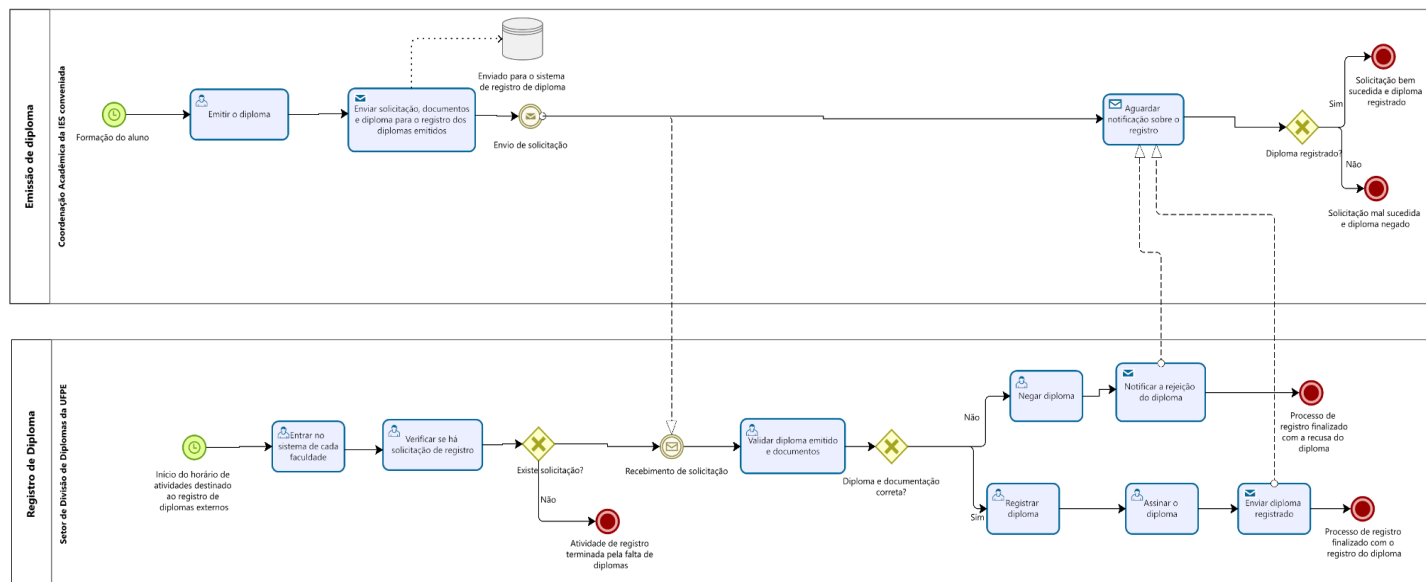 Emissão de diploma
Coordenação Acadêmica da IES conveniada
Formação do aluno
Emitir o diploma
Enviar solicitação, documentos
e diploma para o registro dos
diplomas emitidos
Enviado para o sistema
de registro de diploma
Envio de solicitação
Aguardar
notificação sobre o
registro
Diploma registrado?
Sim
Solicitação bem
sucedida e diploma
registrado
Não
Solicitação mal sucedida
e diploma negado
Registro de Diploma
Setor de Divisão de Diplomas da UFPE
Início do horário de
atividades destinado
ao registro de
diplomas externos
Entrar no
sistema de cada
faculdade
Verificar se há
solicitação de registro
Existe solicitação?
Não
Atividade de registro
terminada pela falta de
diplomas
Recebimento de solicitação
Validar diploma emitido
e documentos
Diploma e documentação
correta?
Não
Negar diploma
Notificar a rejeição
do diploma
Processo de
registro finalizado
com a recusa do
diploma
Sim
Registrar
diploma
Assinar o
diploma
Enviar diploma
registrado
Processo de registro
finalizado com o
registro do diploma